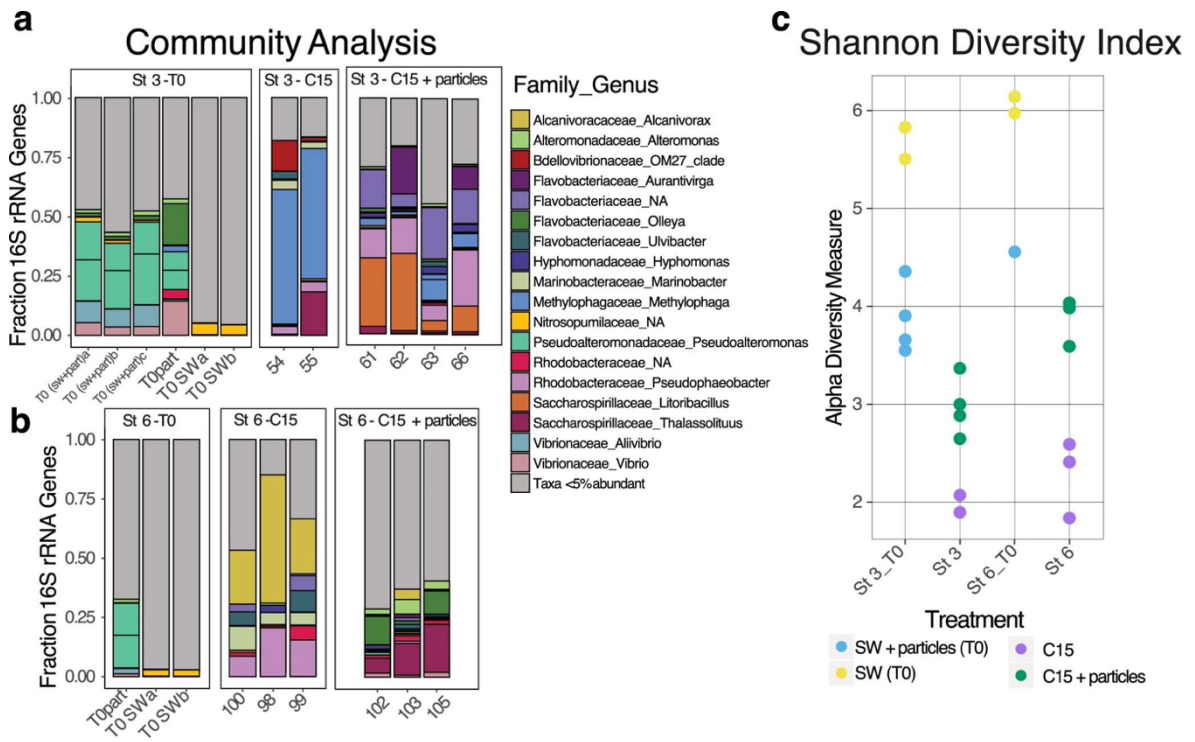 a
Community Analysis
St 3 -T0
St 3 - C15
St 3 - C15 + particles
Fraction 16S rRNA Genes
1.00
0.75
0.50
0.25
0.00
T0 (sw+part)a
T0 (sw+part)b
T0 (sw+part)c
T0part
T0 SWa
T0 SWb
54
55
61
62
63
66
b
St 6 -T0
St 6 -C15
St 6 - C15 + particles
Fraction 16S rRNA Genes
1.00
0.75
0.50
0.25
0.00
T0part
T0 SWa
T0 SWb
100
98
99
102
103
105
Family_Genus
Alcanivoracaceae_Alcanivorax
Alteromonadaceae_Alteromonas
Bdellovibrionaceae_OM27_clade
Flavobacteriaceae_Aurantivirga
Flavobacteriaceae_NA
Flavobacteriaceae_Olleya
Flavobacteriaceae_Ulvibacter
Hyphomonadaceae_Hyphomonas
Marinobacteraceae_Marinobacter
Methylophagaceae_Methylophaga
Nitrosopumilaceae_NA
Pseudoalteromonadaceae_Pseudoalteromonas
Rhodobacteraceae_NA
Rhodobacteraceae_Pseudophaeobacter
Saccharospirillaceae_Litoribacillus
Saccharospirillaceae_Thalassolituus
Vibrionaceae_Aliivibrio
Vibrionaceae_Vibrio
Taxa <5% abundant
c
Shannon Diversity Index
Alpha Diversity Measure
6
5
4
3
2
St 3_T0
St 3
St 6_T0
St 6
Treatment
SW + particles (T0)
SW (T0)
C15
C15 + particles